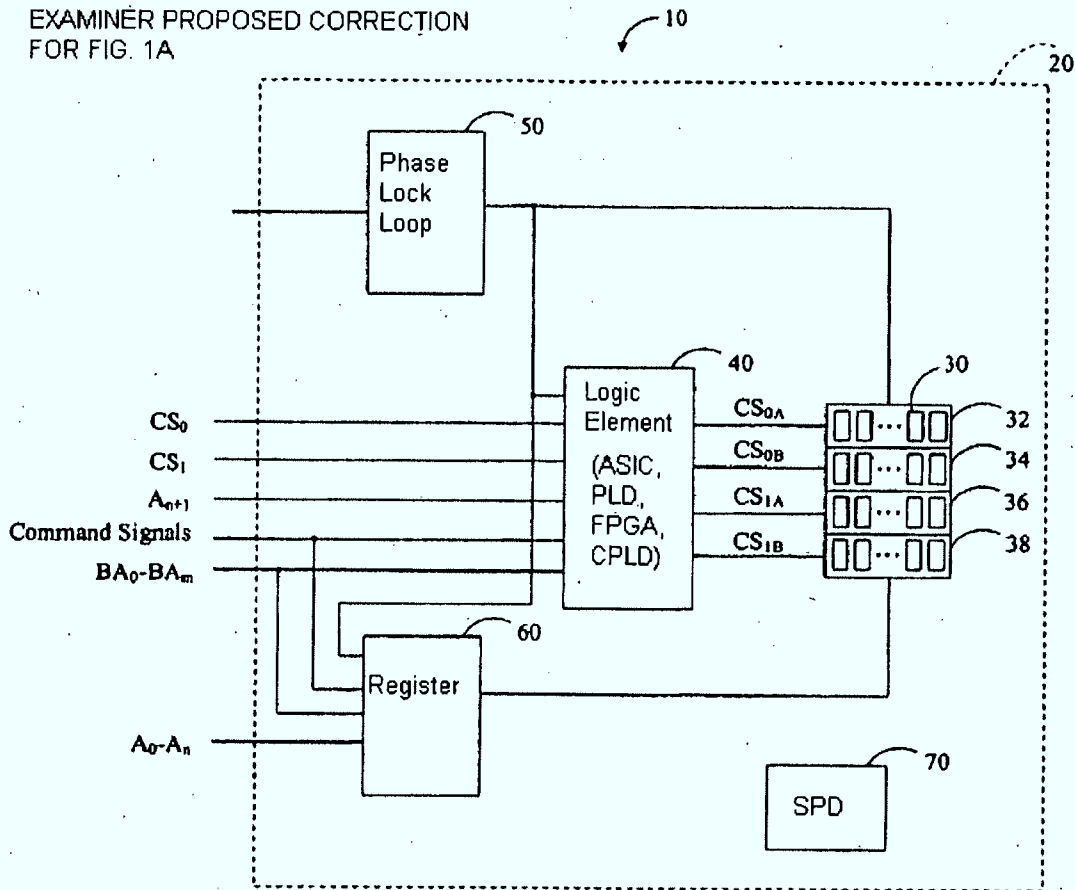 EXAMINER PROPOSED CORRECTION
FOR FIG. 1A
10
20
50
Phase
Lock
Loop
40
Logic
Element
(ASIC,
PLD,
FPGA,
CPLD)
30
CS₀
CS₁
Aₙ₊₁
Command Signals
BA₀-BAₘ
CS₀A
CS₀B
CS₁A
CS₁B
32
34
36
38
60
Register
A₀-Aₙ
70
SPD